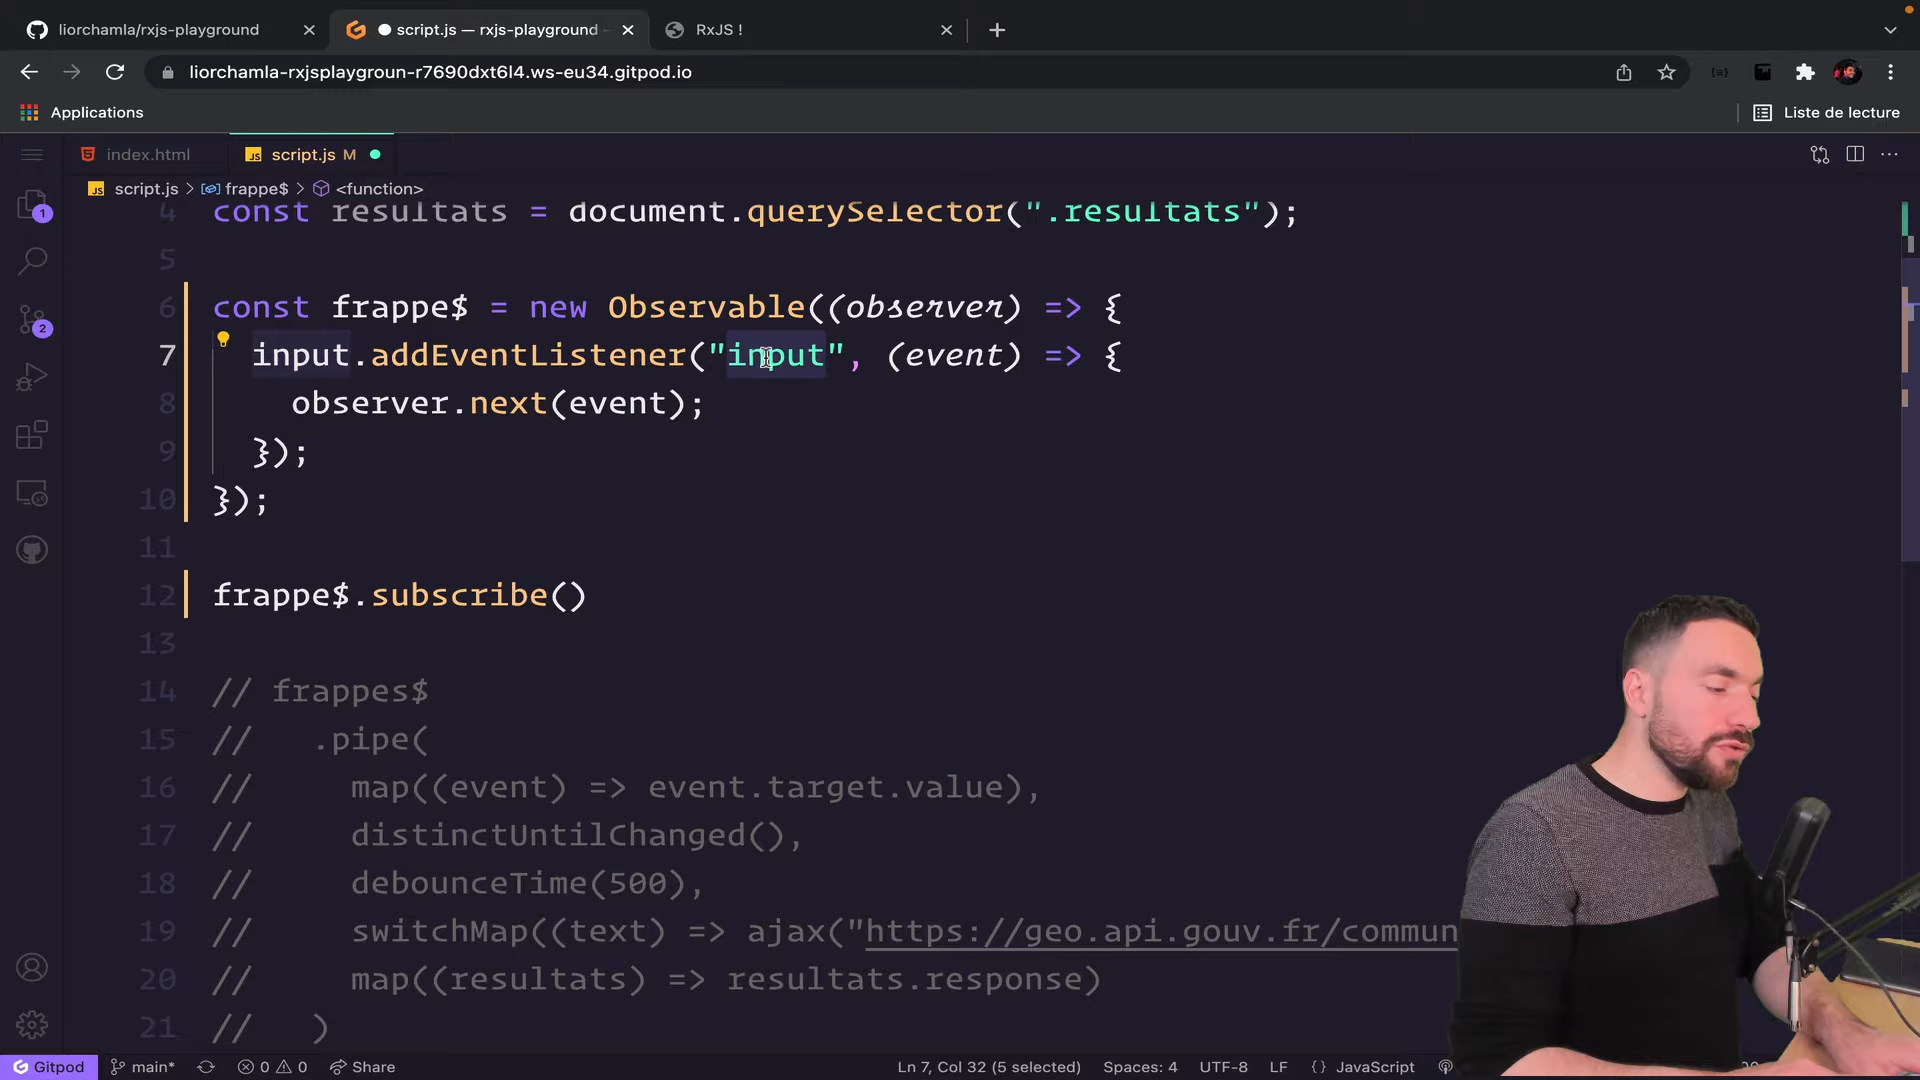 liorchamla/rxjs-playground
script.js — rxjs-playground -
RxJS !
liorchamla-rxjsplaygroun-r7690dxt6l4.ws-eu34.gitpod.io
Applications
Liste de lecture
index.html
script.js M
script.js > frappe$ > <function>
4 const resultats = document.querySelector(".resultats");
5
6 const frappe$ = new Observable((observer) => {
7 input.addEventListener("input", (event) => {
8 observer.next(event);
9 });
10 });
11
12 frappe$.subscribe()
13
14 // frappes$
15 // .pipe(
16 // map((event) => event.target.value),
17 // distinctUntilChanged(),
18 // debounceTime(500),
19 // switchMap((text) => ajax("https://geo.api.gouv.fr/commun
20 // map((resultats) => resultats.response)
21 // )
1
2
Gitpod main* 0 0 Share Ln 7, Col 32 (5 selected) Spaces: 4 UTF-8 LF {} JavaScript